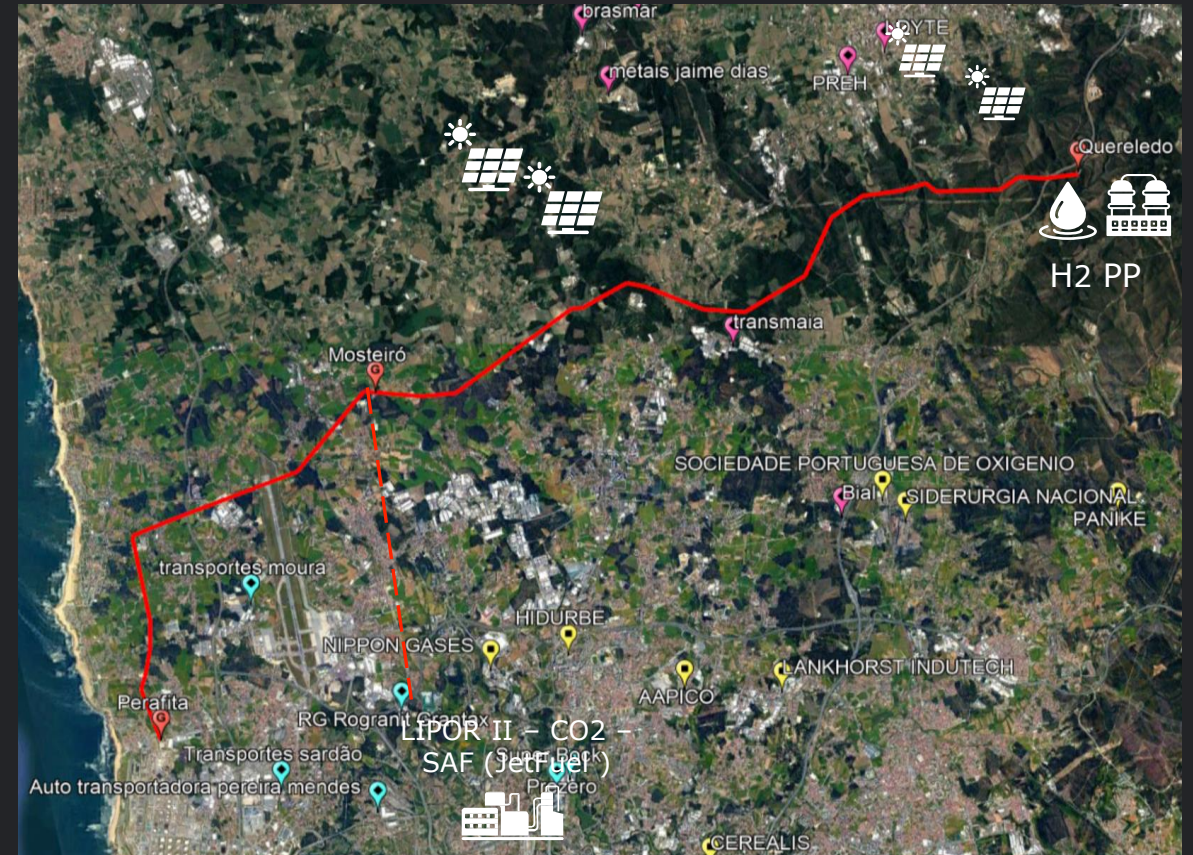 brasmar
LOYTE
metais jaime dias
PREH
Quereledo
H2 PP
transmaia
Mosteiró
SOCIEDADE PORTUGUESA DE OXIGENIO
Bial
SIDERURGIA NACIONAL
PANIKE
transportes moura
HIDURBE
NIPPON GASES
LANKHORST INDUTECH
AAPICO
Perafita
RG Rogranit Grantax
LIPOR II – CO2 –
SAF (JetFuel )
Transportes sardão
Super Bock
Auto transportadora pereira mendes
Prozero
CEREALIS
G
G